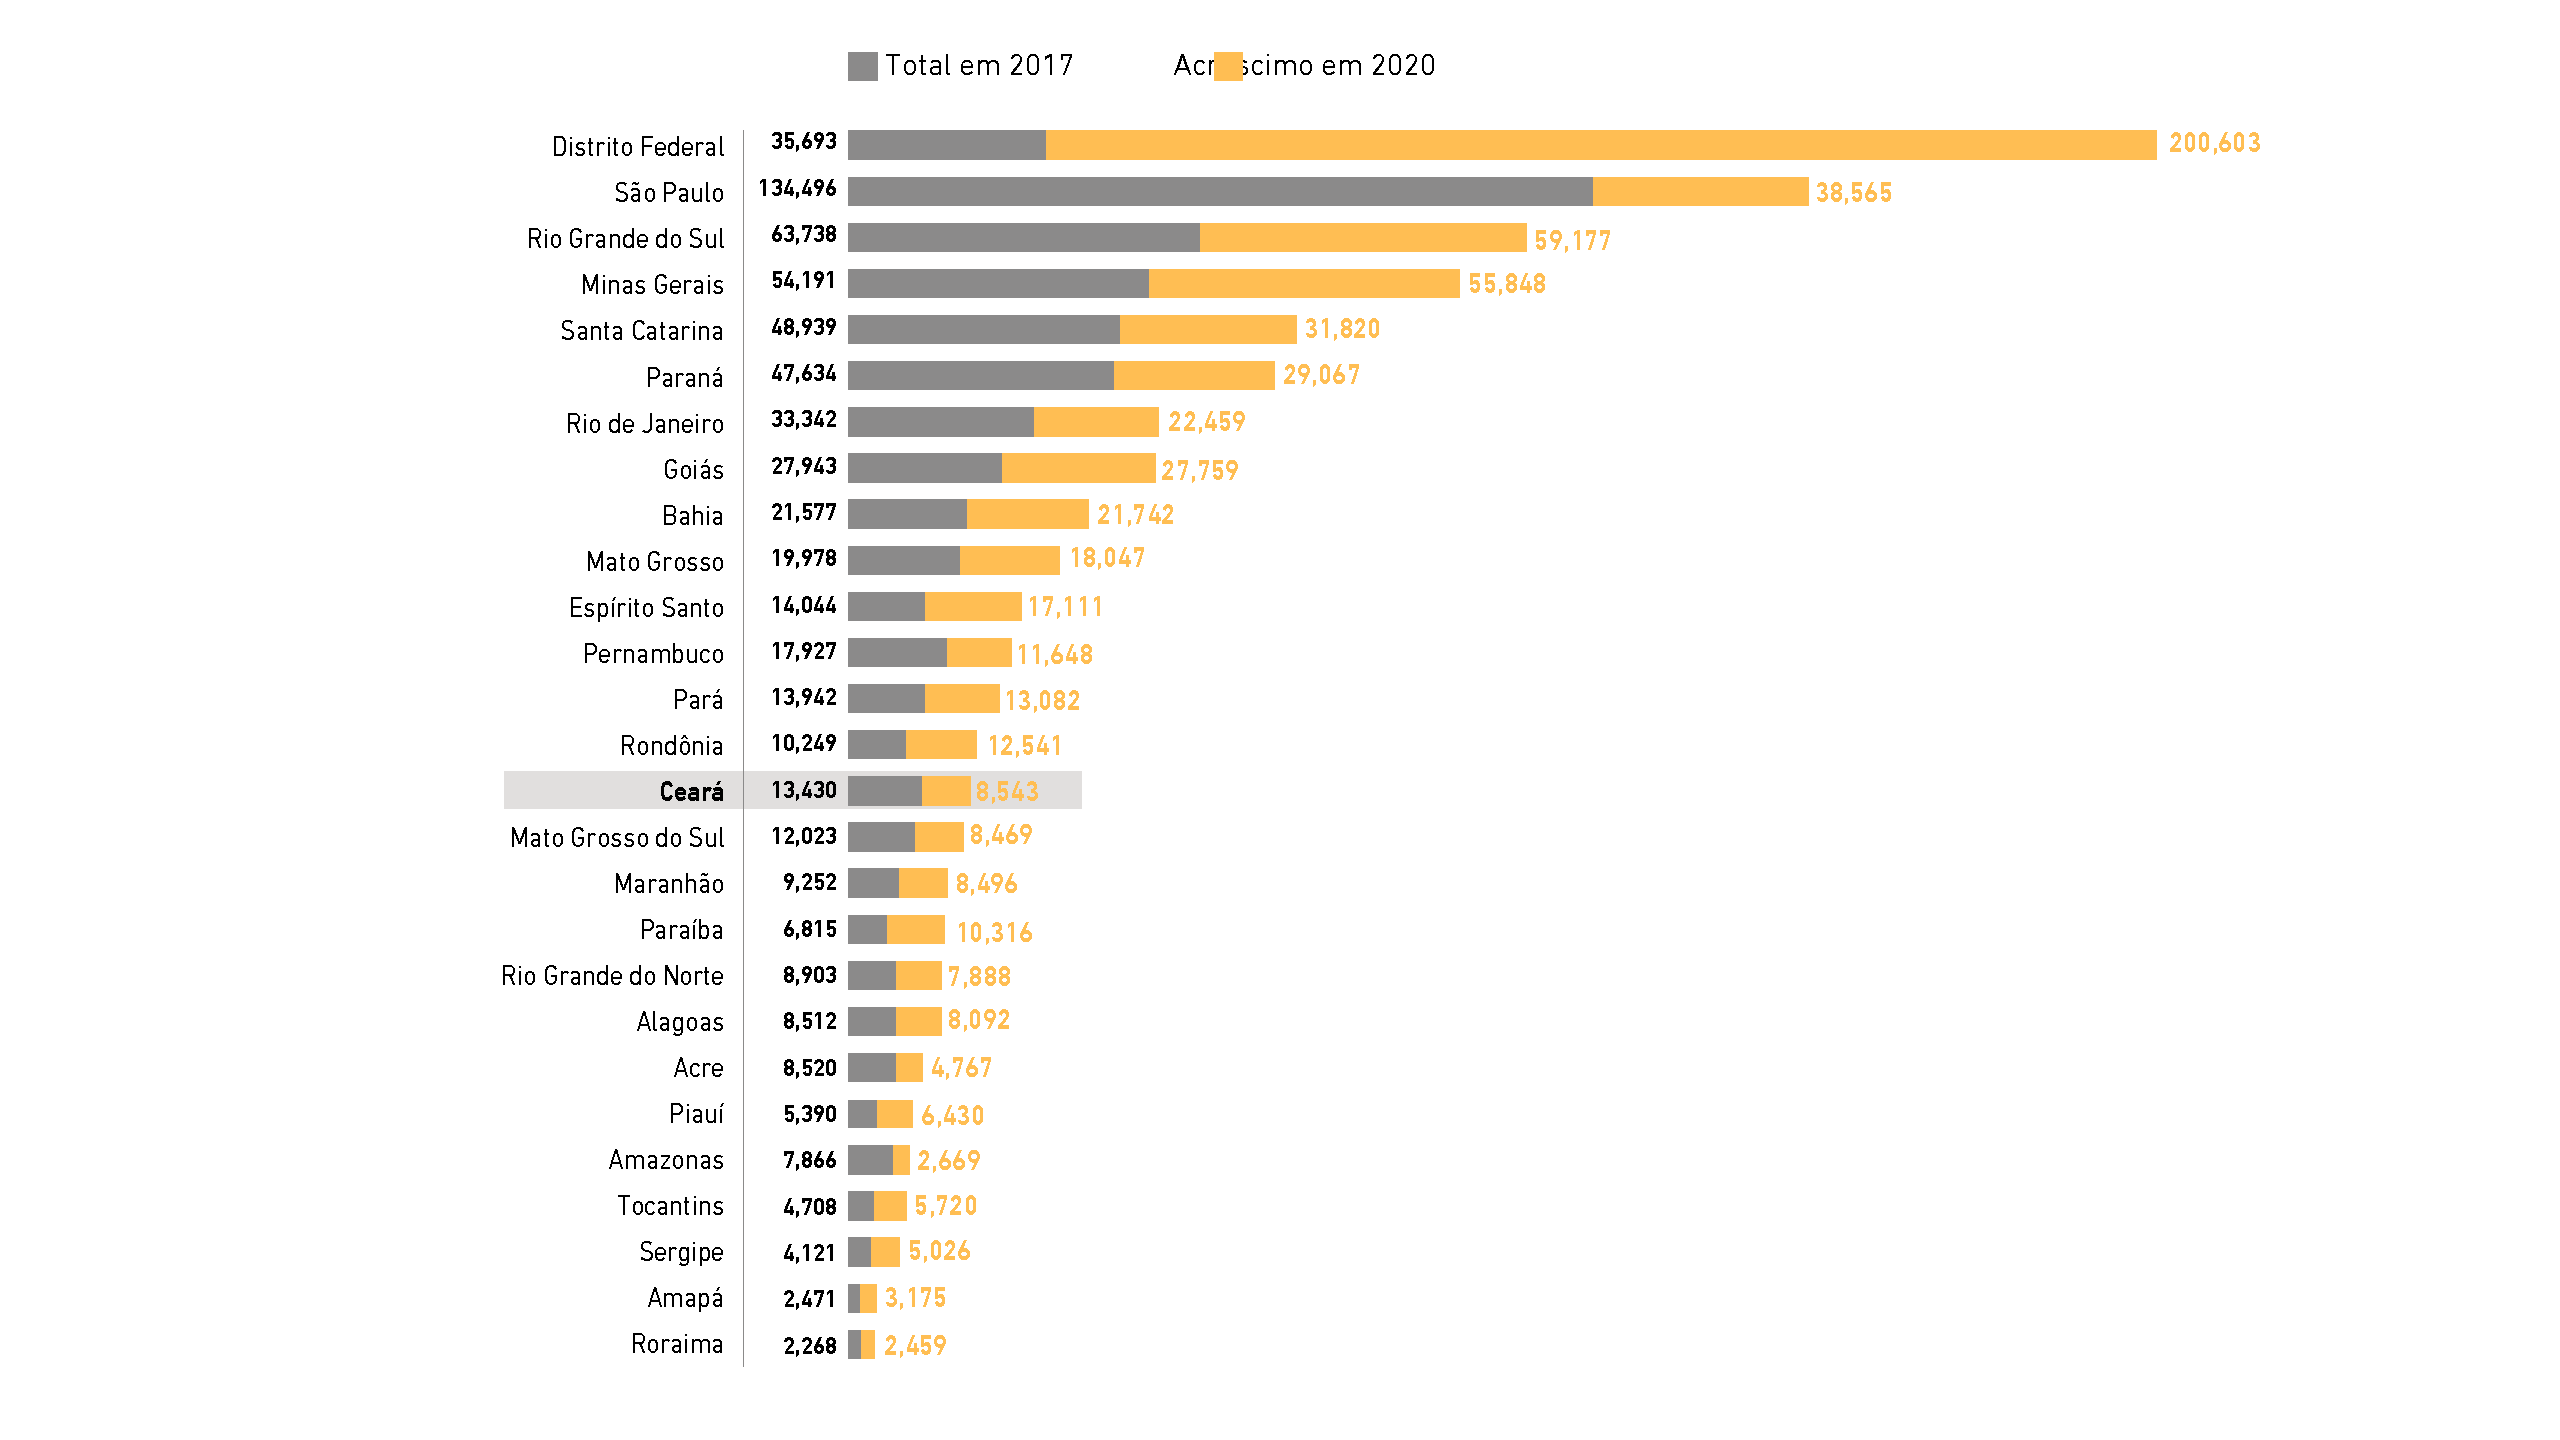 Total em 2017 Acréscimo em 2020
Distrito Federal 35,693 200,603
São Paulo 134,496 38,565
Rio Grande do Sul 63,738 59,177
Minas Gerais 54,191 55,848
Santa Catarina 48,939 31,820
Paraná 47,634 29,067
Rio de Janeiro 33,342 22,459
Goiás 27,943 27,759
Bahia 21,577 21,742
Mato Grosso 19,978 18,047
Espírito Santo 14,044 17,111
Pernambuco 17,927 11,648
Pará 13,942 13,082
Rondônia 10,249 12,541
Ceará 13,430 8,543
Mato Grosso do Sul 12,023 8,469
Maranhão 9,252 8,496
Paraíba 6,815 10,316
Rio Grande do Norte 8,903 7,888
Alagoas 8,512 8,092
Acre 8,520 4,767
Piauí 5,390 6,430
Amazonas 7,866 2,669
Tocantins 4,708 5,720
Sergipe 4,121 5,026
Amapá 2,471 3,175
Roraima 2,268 2,459